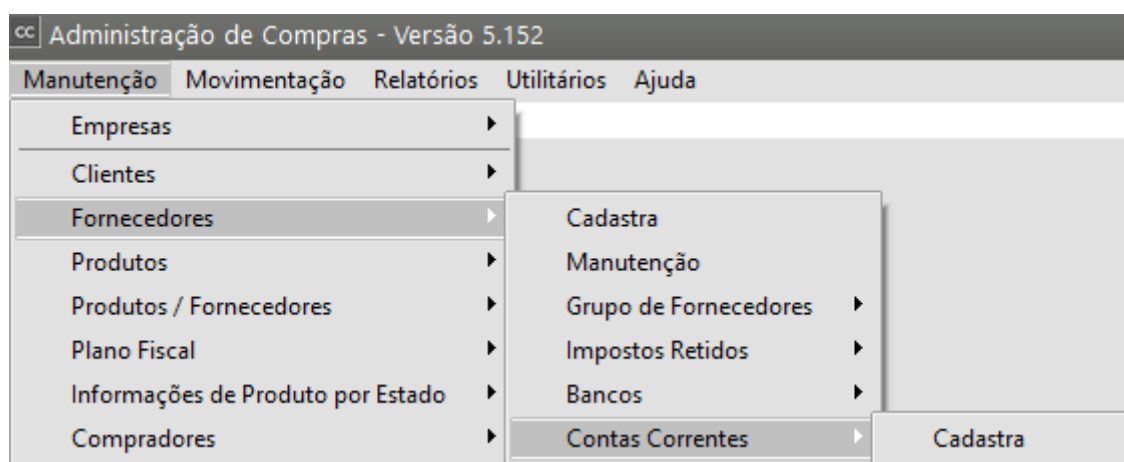 cc Administração de Compras - Versão 5.152
Manutenção Movimentação Relatórios Utilitários Ajuda
Empresas
Clientes
Fornecedores
Cadastra
Produtos
Manutenção
Produtos / Fornecedores
Grupo de Fornecedores
Plano Fiscal
Impostos Retidos
Informações de Produto por Estado
Bancos
Compradores
Contas Correntes
Cadastra